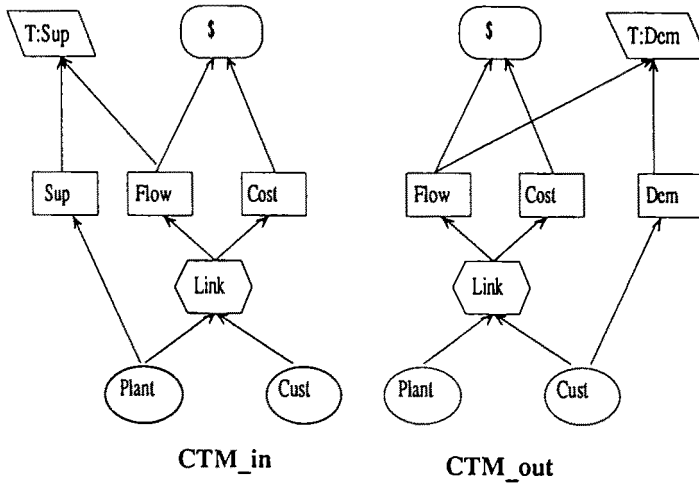 T:Sup $ $ T:Dem
Sup Flow Cost Flow Cost Dem
Link Link
Plant Cust Plant Cust
CTM_in CTM_out